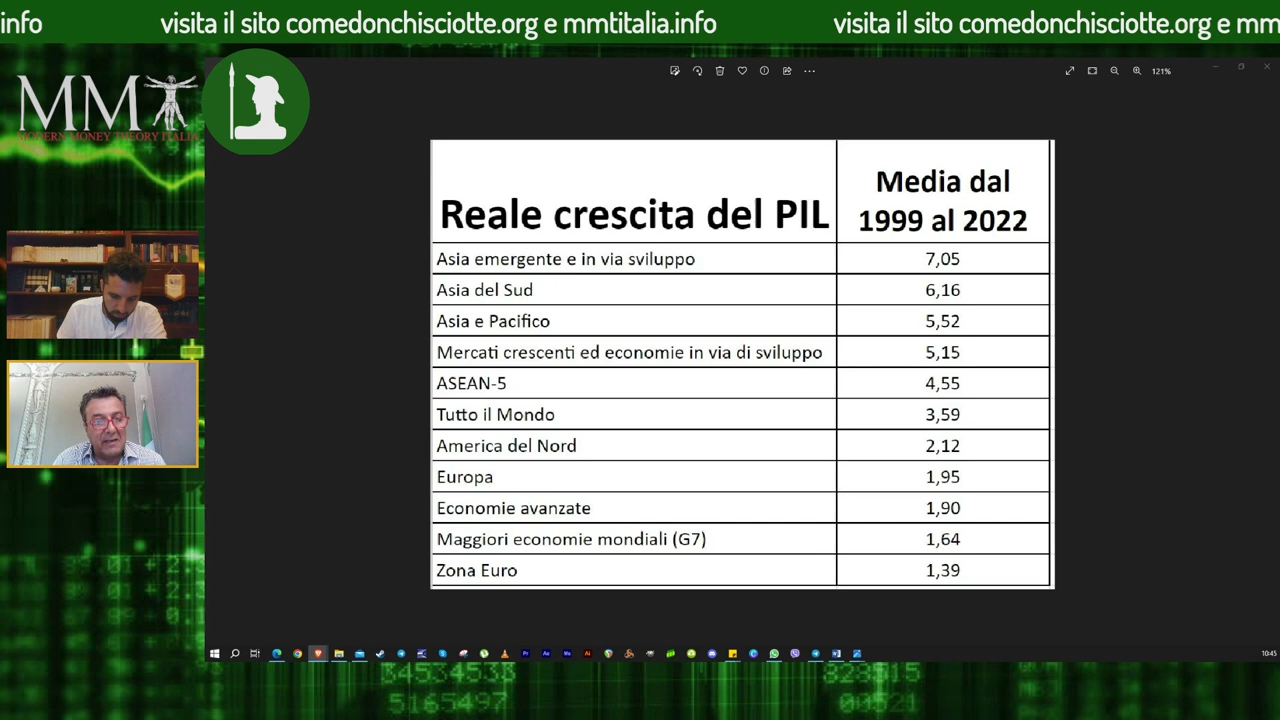 info
visita il sito comedonchisciotte.org e mmtitalia.info
visita il sito comedonchisciotte.org e mm
MMT
MODERN MONEY THEORY ITALIA
121%
Reale crescita del PIL
Media dal
1999 al 2022
Asia emergente e in via sviluppo 7,05
Asia del Sud 6,16
Asia e Pacifico 5,52
Mercati crescenti ed economie in via di sviluppo 5,15
ASEAN-5 4,55
Tutto il Mondo 3,59
America del Nord 2,12
Europa 1,95
Economie avanzate 1,90
Maggiori economie mondiali (G7) 1,64
Zona Euro 1,39
10:45
5165497